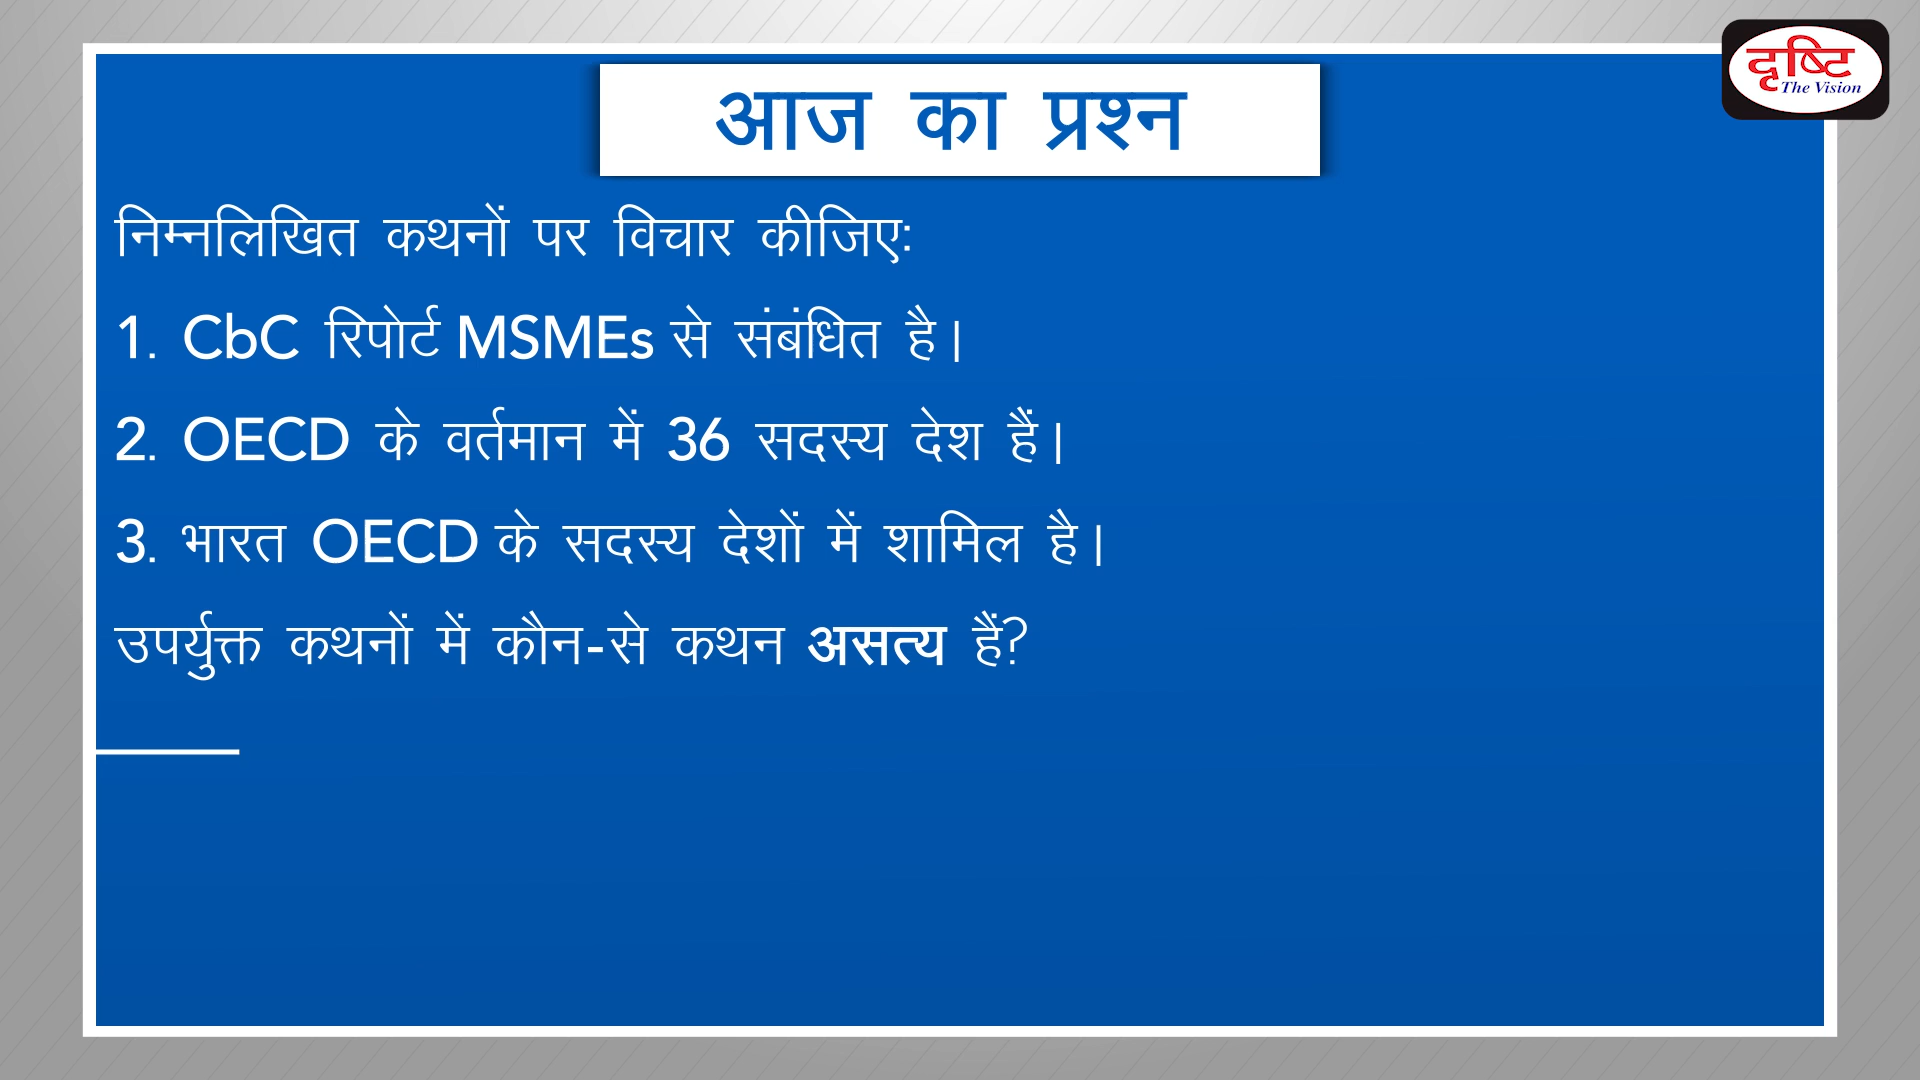 दृष्टि
The Vision
आज का प्रश्न
निम्नलिखित कथनों पर विचार कीजिए:
1. CbC रिपोर्ट MSMEs से संबंधित है।
2. OECD के वर्तमान में 36 सदस्य देश हैं।
3. भारत OECD के सदस्य देशों में शामिल है।
उपर्युक्त कथनों में कौन-से कथन असत्य हैं?